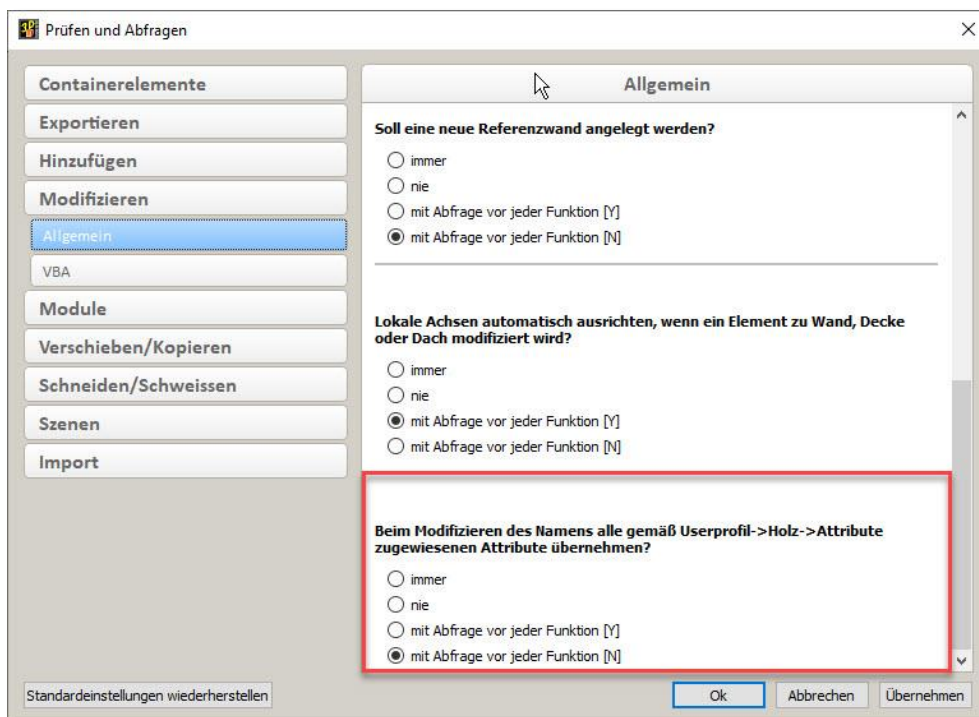 Prüfen und Abfragen
Containerelemente
Exportieren
Hinzufügen
Modifizieren
Allgemein
VBA
Module
Verschieben/Kopieren
Schneiden/Schweissen
Szenen
Import
Allgemein
Soll eine neue Referenzwand angelegt werden?
immer
nie
mit Abfrage vor jeder Funktion [Y]
mit Abfrage vor jeder Funktion [N]
Lokale Achsen automatisch ausrichten, wenn ein Element zu Wand, Decke
oder Dach modifiziert wird?
immer
nie
mit Abfrage vor jeder Funktion [Y]
mit Abfrage vor jeder Funktion [N]
Beim Modifizieren des Namens alle gemäß Userprofil->Holz->Attribute
zugewiesenen Attribute übernehmen?
immer
nie
mit Abfrage vor jeder Funktion [Y]
mit Abfrage vor jeder Funktion [N]
Standardeinstellungen wiederherstellen
Ok
Abbrechen
Übernehmen